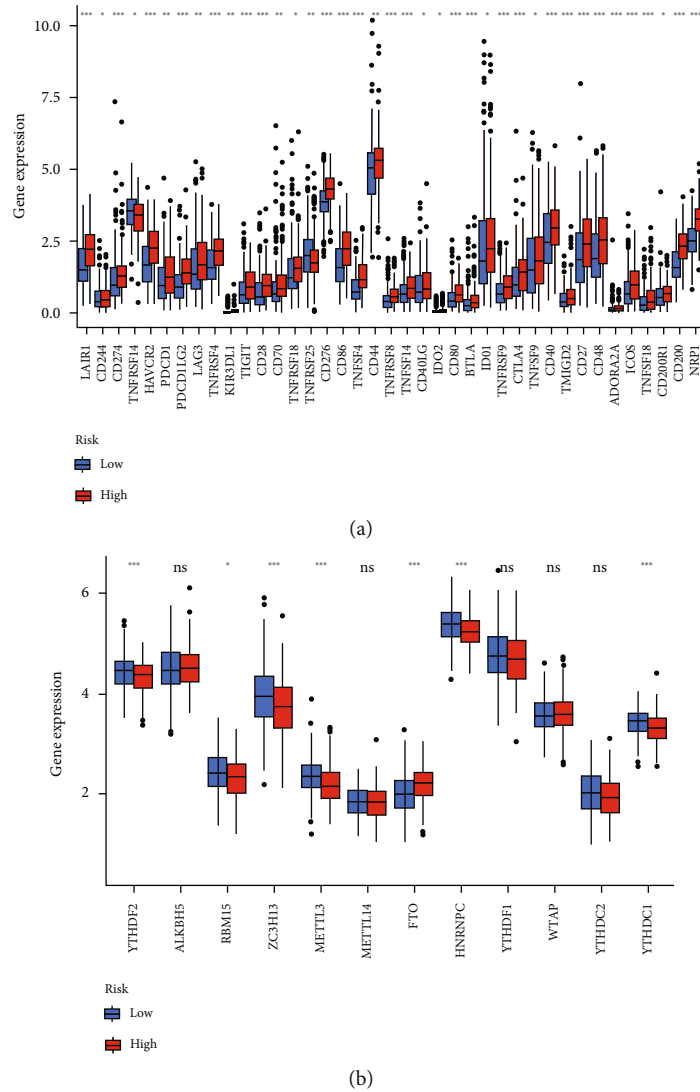 *** * *** * *** ** *** ** *** * *** *** ** * *** *** *** *** ** *** *** * * *** *** * *** *** * *** *** *** *** * *** *** * *** ***
10.0
7.5
5.0
2.5
0.0
Gene expression
LAIR1
CD244
CD274
TNFRSF14
HAVCR2
PDCD1
PDCD1LG2
LAG3
TNFRSF4
KIR3DL1
TIGIT
CD28
CD70
TNFRSF18
TNFRSF25
CD276
CD86
TNFSF4
CD44
TNFRSF8
TNFSF14
CD40LG
IDO2
CD80
BTLA
ID01
TNFRSF9
CTLA4
TNFSF9
CD40
TMIGD2
CD27
CD48
ADORA2A
ICOS
TNFSF18
CD200R1
CD200
NRP1
Risk
Low
High
(a)
*** ns * *** *** ns *** *** ns ns ns ***
6
4
2
Gene expression
YTHDF2
ALKBH5
RBM15
ZC3H13
METTL3
METTL14
FTO
HNRNPC
YTHDF1
WTAP
YTHDC2
YTHDC1
Risk
Low
High
(b)